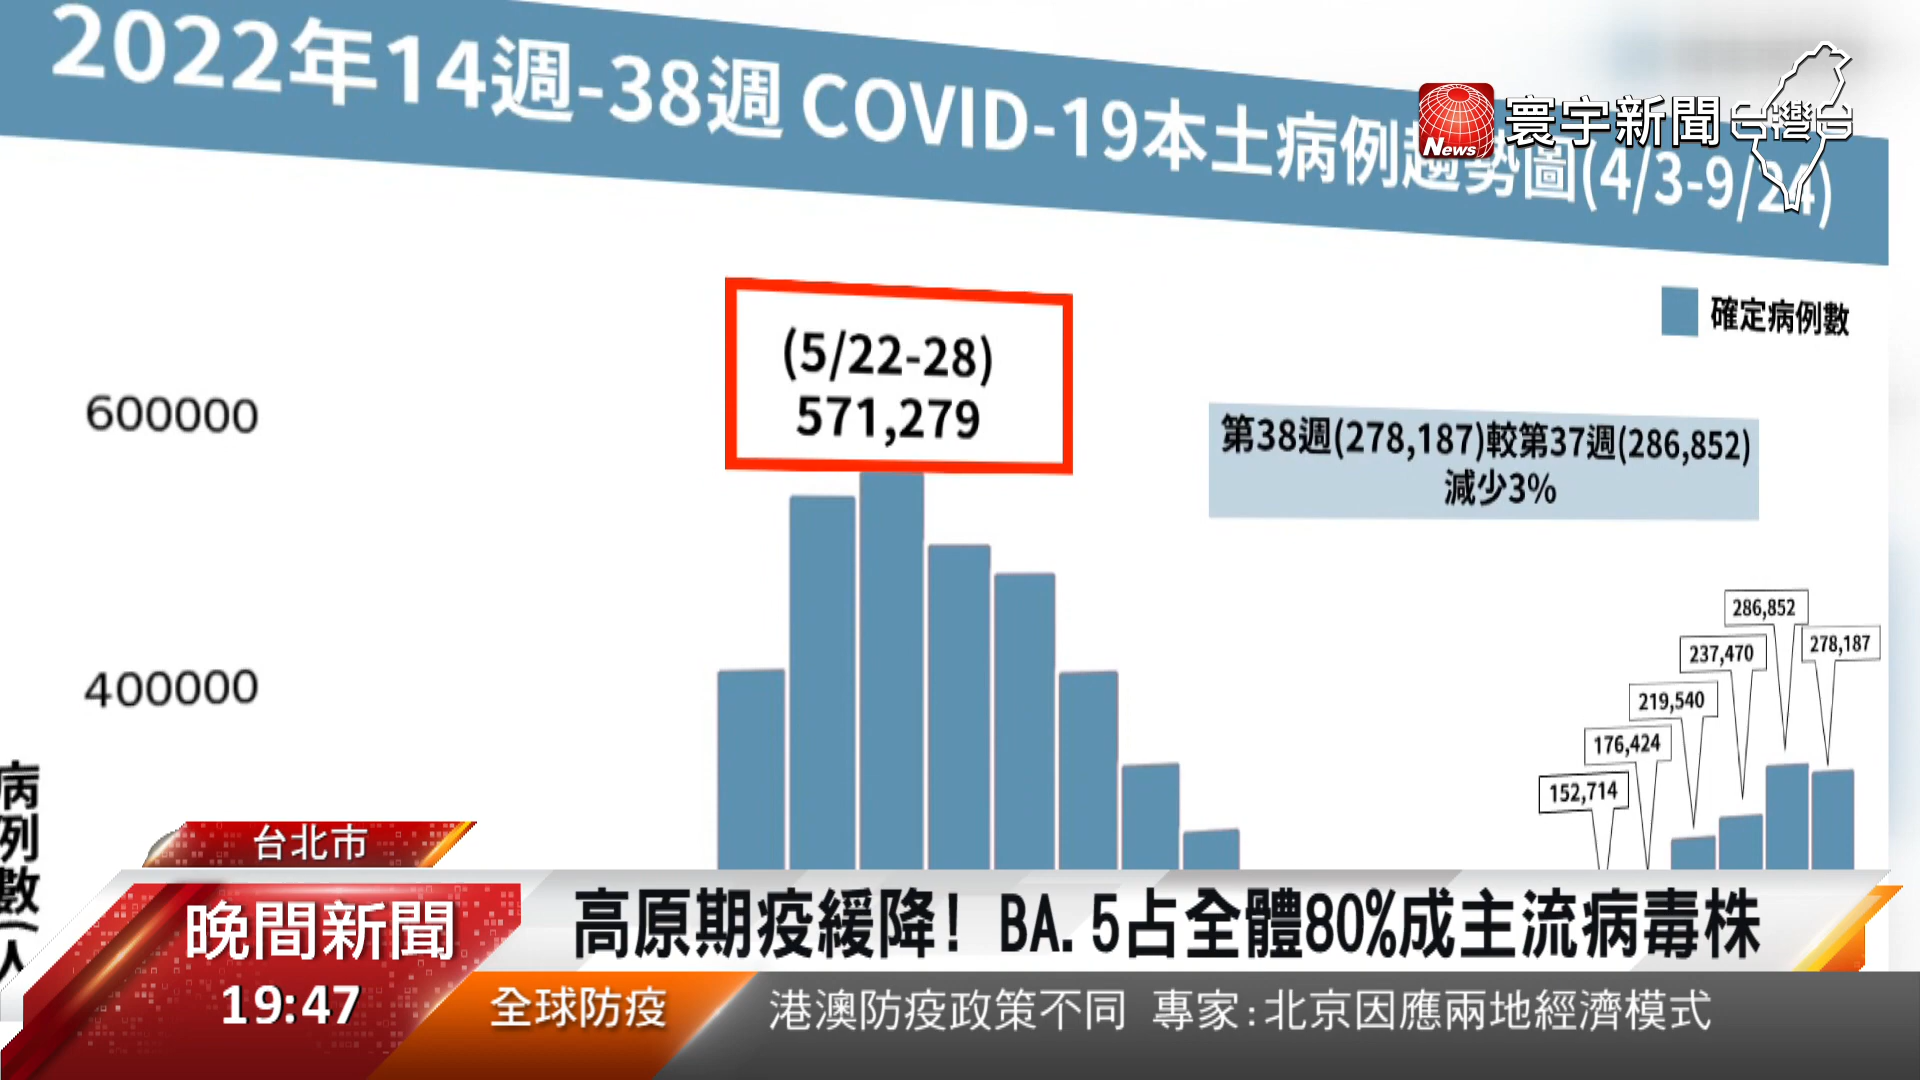 2022年14週-38週 COVID-19本土病例趨勢圖(4/3-9/24)
News 寰宇新聞 台灣台
確定病例數
(5/22-28)
571,279
600000
第38週(278,187)較第37週(286,852)
減少3%
286,852
278,187
237,470
400000
219,540
176,424
152,714
病例數(人
台北市
晚間新聞
高原期疫緩降! BA.5占全體80%成主流病毒株
19:47
全球防疫
港澳防疫政策不同 專家:北京因應兩地經濟模式